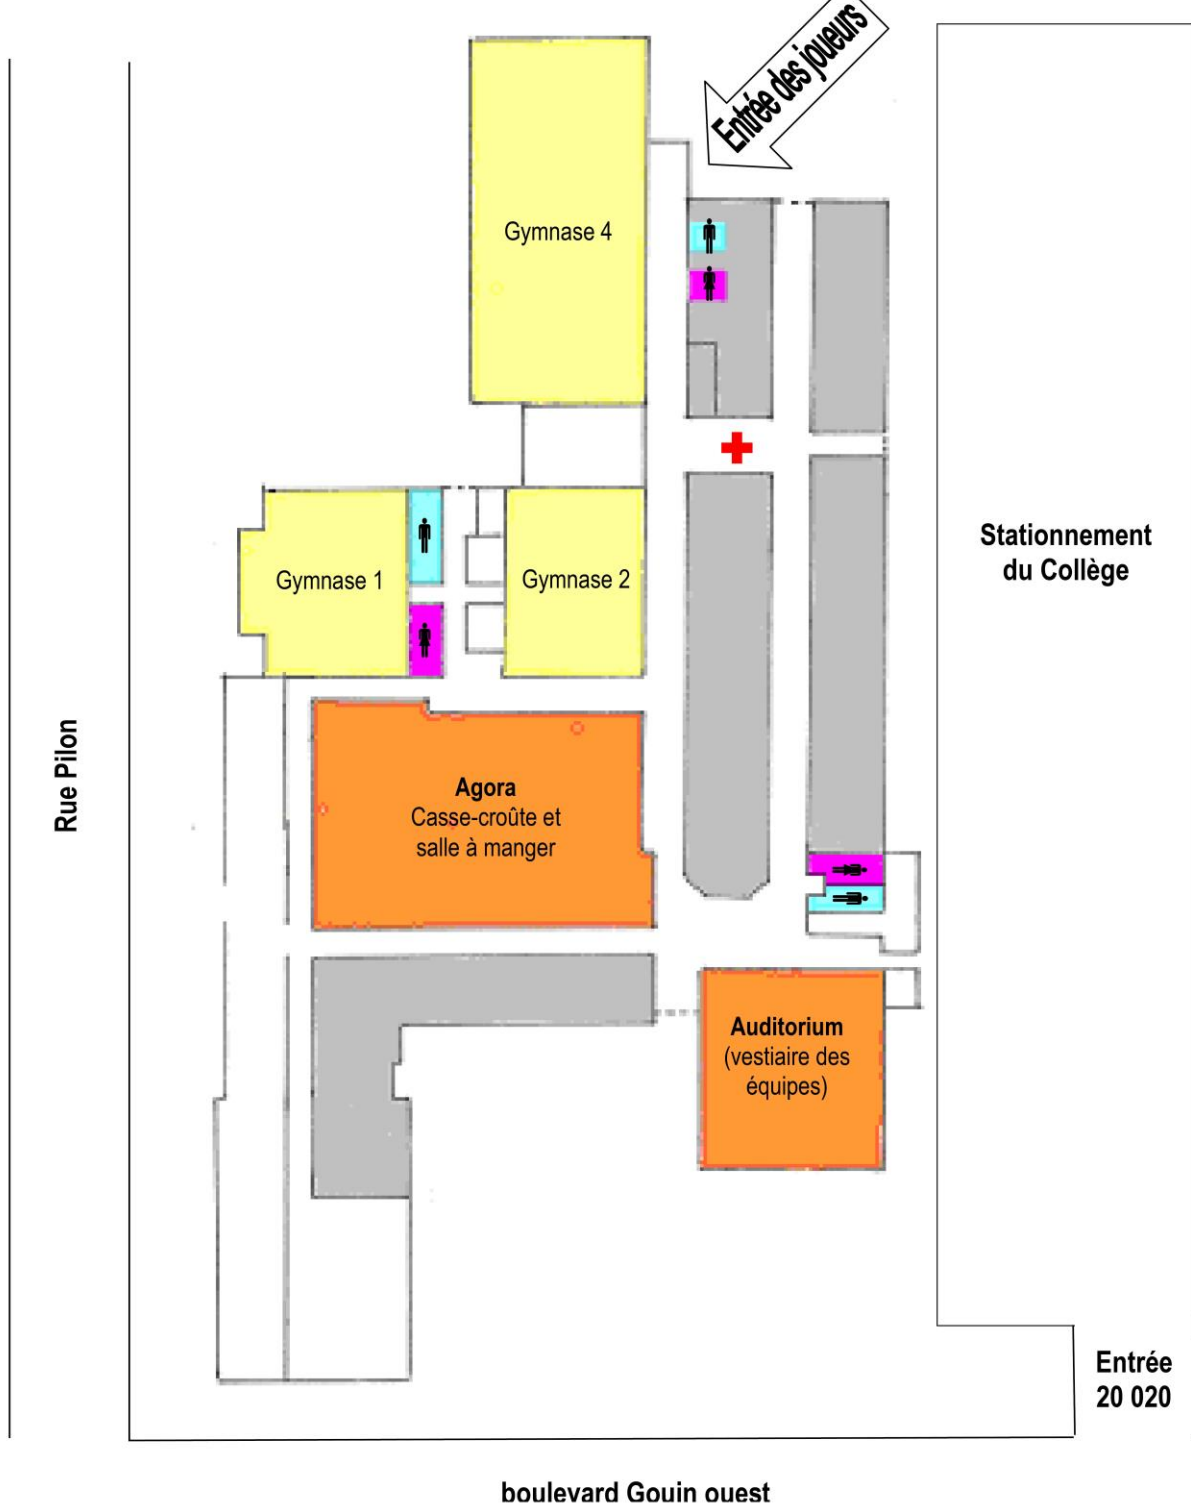 Entrée des joueurs
Gymnase 4
Stationnement
du Collège
Gymnase 1
Gymnase 2
Rue Pilon
Agora
Casse-croûte et
salle à manger
Auditorium
(vestiaire des
équipes)
Entrée
20 020
boulevard Gouin ouest